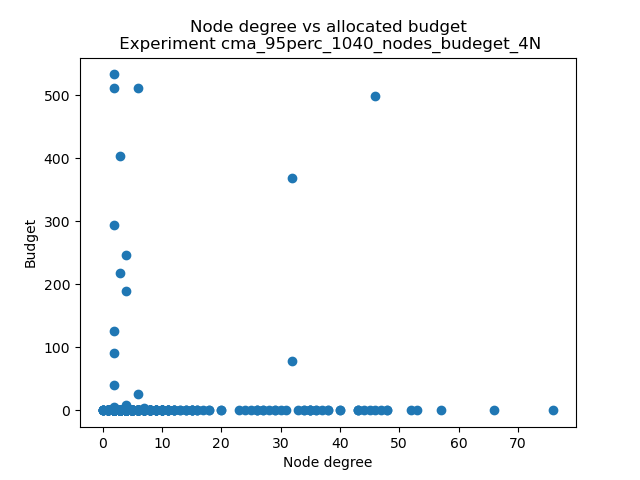 Node degree vs allocated budget
Experiment cma_95perc_1040_nodes_budeget_4N
500
400
300
200
100
0
Budget
0 10 20 30 40 50 60 70
Node degree